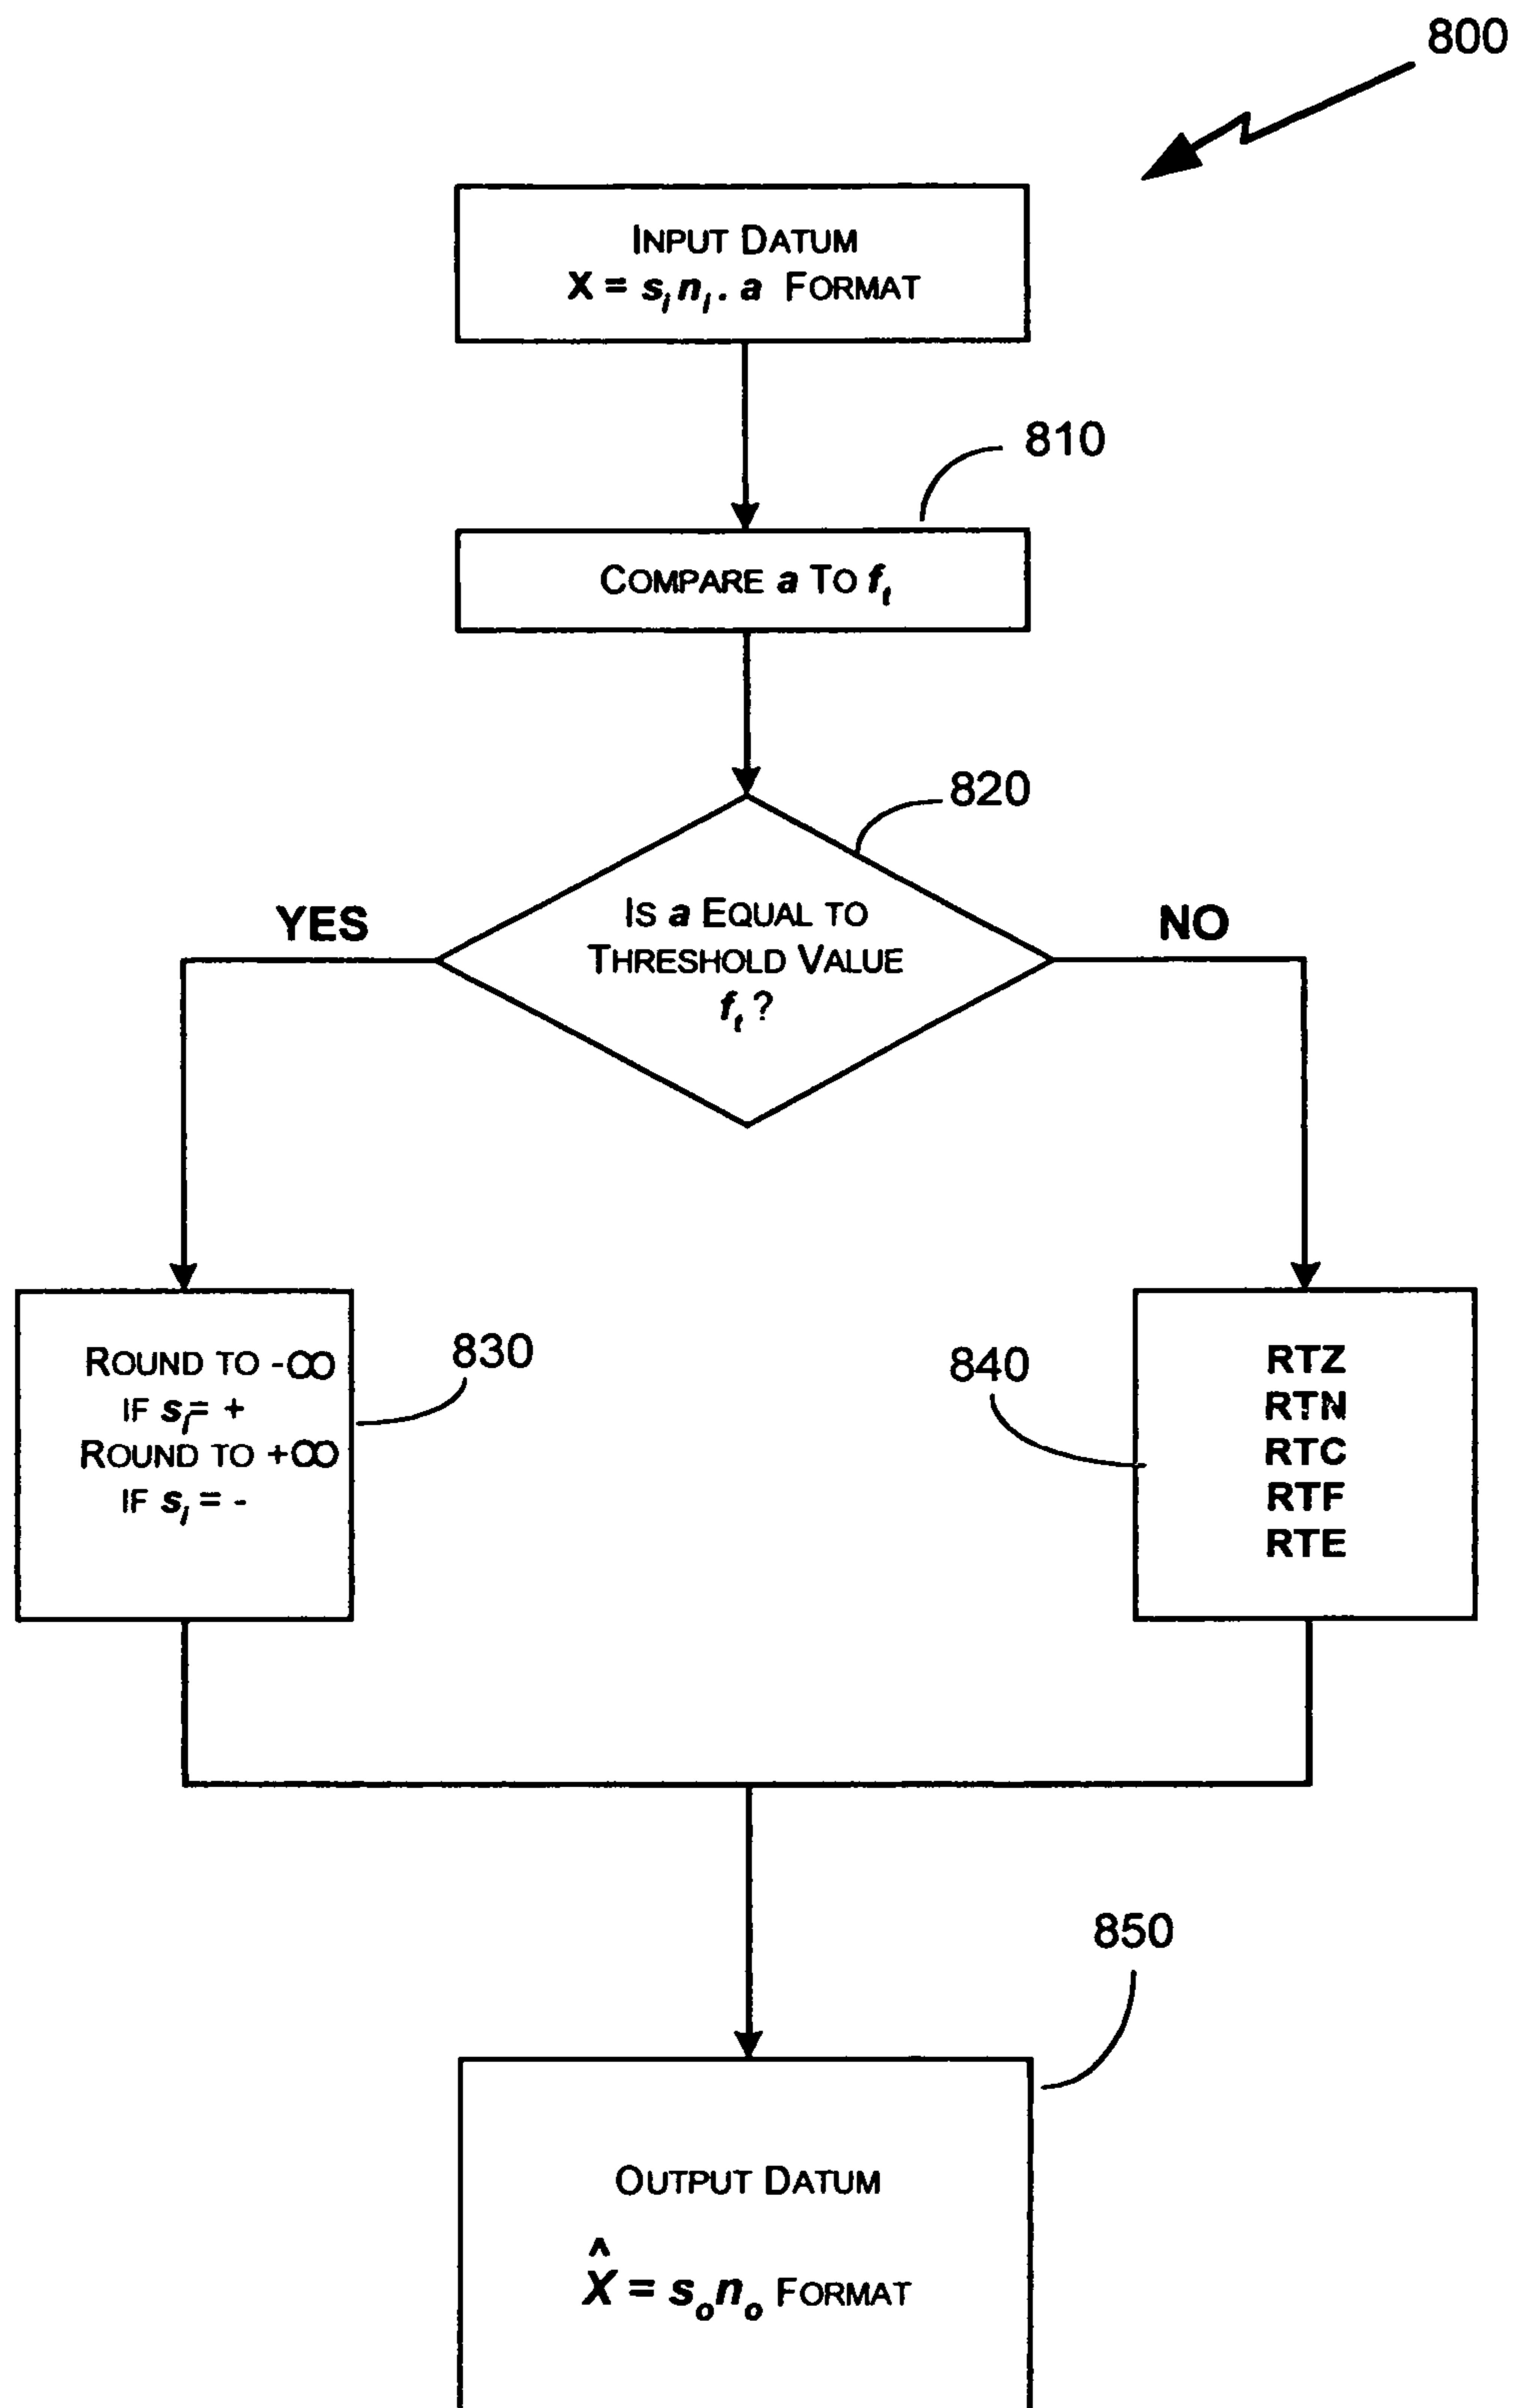 800
INPUT DATUM
X = s_i n_i . a FORMAT
810
COMPARE a TO f_t
820
IS a EQUAL TO
THRESHOLD VALUE
f_t ?
YES
NO
ROUND TO -∞
IF s_i = +
ROUND TO +∞
IF s_i = -
830
840
RTZ
RTN
RTC
RTF
RTE
850
OUTPUT DATUM
X̂ = s_o n_o FORMAT